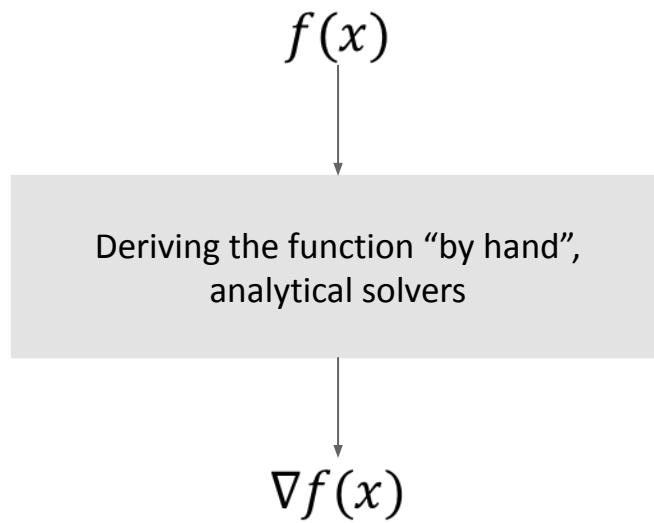 f(x)
Deriving the function “by hand”,
analytical solvers
∇f(x)